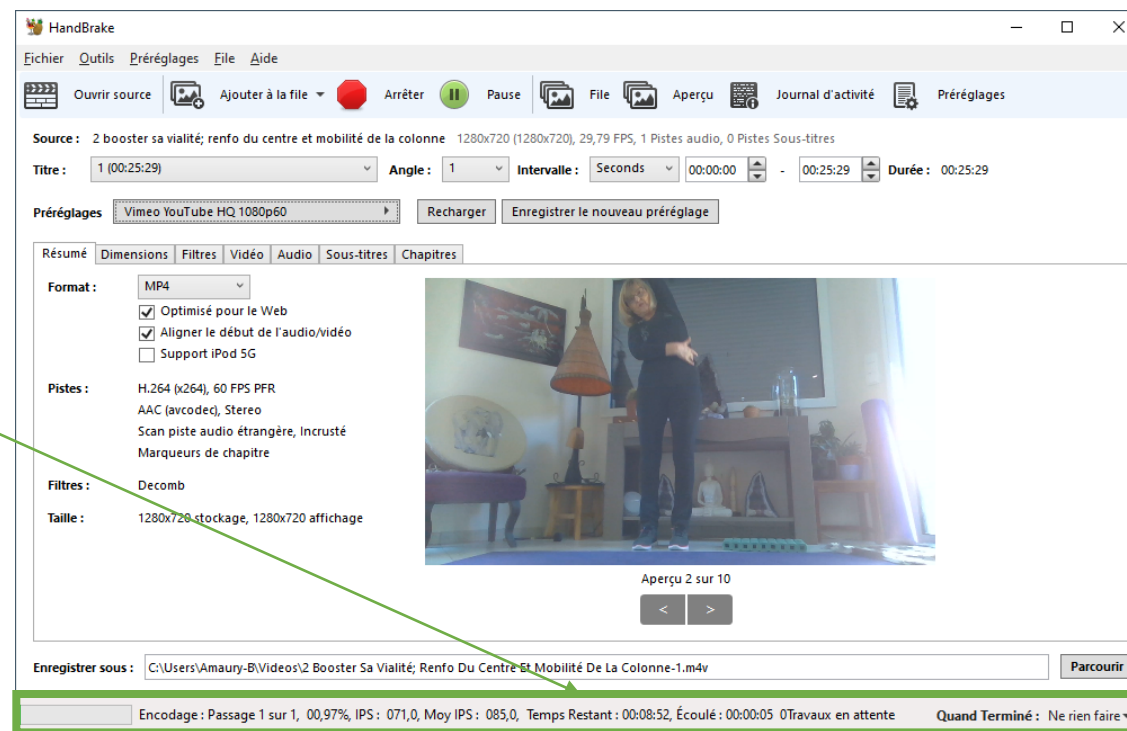 HandBrake
Fichier Outils Préréglages File Aide
Ouvrir source Ajouter à la file Arrêter Pause File Aperçu Journal d'activité Préréglages
Source : 2 booster sa vialité; renfo du centre et mobilité de la colonne 1280x720 (1280x720), 29,79 FPS, 1 Pistes audio, 0 Pistes Sous-titres
Titre : 1 (00:25:29) Angle : 1 Intervalle : Seconds 00:00:00 - 00:25:29 Durée : 00:25:29
Préréglages Vimeo YouTube HQ 1080p60 Recharger Enregistrer le nouveau préréglage
Résumé Dimensions Filtres Vidéo Audio Sous-titres Chapitres
Format : MP4
Optimisé pour le Web
Aligner le début de l'audio/vidéo
Support iPod 5G
Pistes : H.264 (x264), 60 FPS PFR
AAC (avcodec), Stereo
Scan piste audio étrangère, Incrusté
Marqueurs de chapitre
Filtres : Decomb
Taille : 1280x720 stockage, 1280x720 affichage
Aperçu 2 sur 10
< >
Enregistrer sous : C:\Users\Amaury-B\Videos\2 Booster Sa Vialité; Renfo Du Centre Et Mobilité De La Colonne-1.m4v Parcourir
Encodage : Passage 1 sur 1, 00,97%, IPS : 071,0, Moy IPS : 085,0, Temps Restant : 00:08:52, Écoulé : 00:00:05 0Travaux en attente Quand Terminé : Ne rien faire